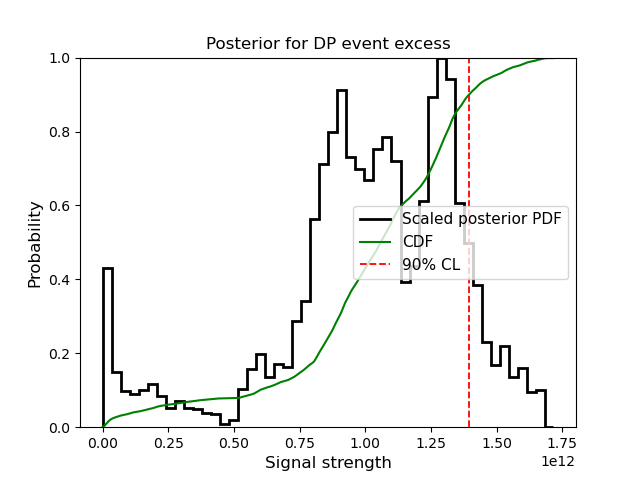 Posterior for DP event excess
1.0
0.8
0.6
0.4
0.2
0.0
Probability
Scaled posterior PDF
CDF
90% CL
0.00 0.25 0.50 0.75 1.00 1.25 1.50 1.75
1e12
Signal strength